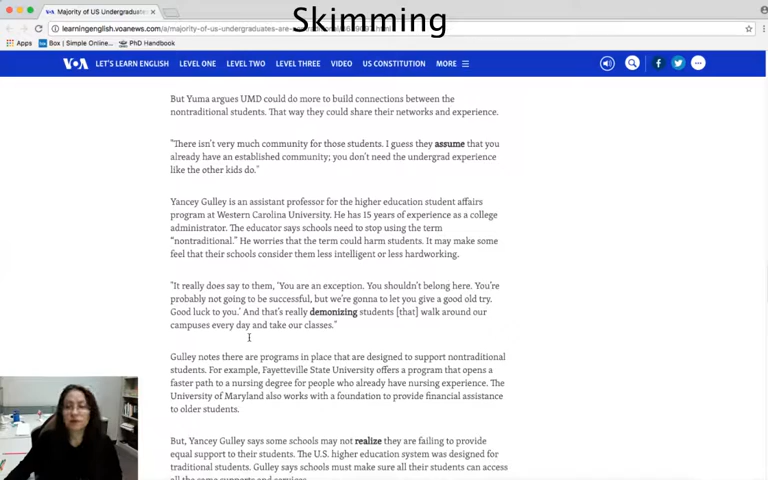 Skimming
Majority of US Undergraduates
learningenglish.voanews.com/a/majority-of-us-undergraduates-are-
Apps Box | Simple Online... PhD Handbook
VOA LET'S LEARN ENGLISH LEVEL ONE LEVEL TWO LEVEL THREE VIDEO US CONSTITUTION MORE
But Yuma argues UMD could do more to build connections between the
nontraditional students. That way they could share their networks and experience.
"There isn't very much community for those students. I guess they assume that you
already have an established community; you don't need the undergrad experience
like the other kids do."
Yancey Gulley is an assistant professor for the higher education student affairs
program at Western Carolina University. He has 15 years of experience as a college
administrator. The educator says schools need to stop using the term
"nontraditional." He worries that the term could harm students. It may make some
feel that their schools consider them less intelligent or less hardworking.
"It really does say to them, 'You are an exception. You shouldn't belong here. You're
probably not going to be successful, but we're gonna to let you give a good old try.
Good luck to you.' And that's really demonizing students [that] walk around our
campuses every day and take our classes."
Gulley notes there are programs in place that are designed to support nontraditional
students. For example, Fayetteville State University offers a program that opens a
faster path to a nursing degree for people who already have nursing experience. The
University of Maryland also works with a foundation to provide financial assistance
to older students.
But, Yancey Gulley says some schools may not realize they are failing to provide
equal support to their students. The U.S. higher education system was designed for
traditional students. Gulley says schools must make sure all their students can access
all the same supports and services.